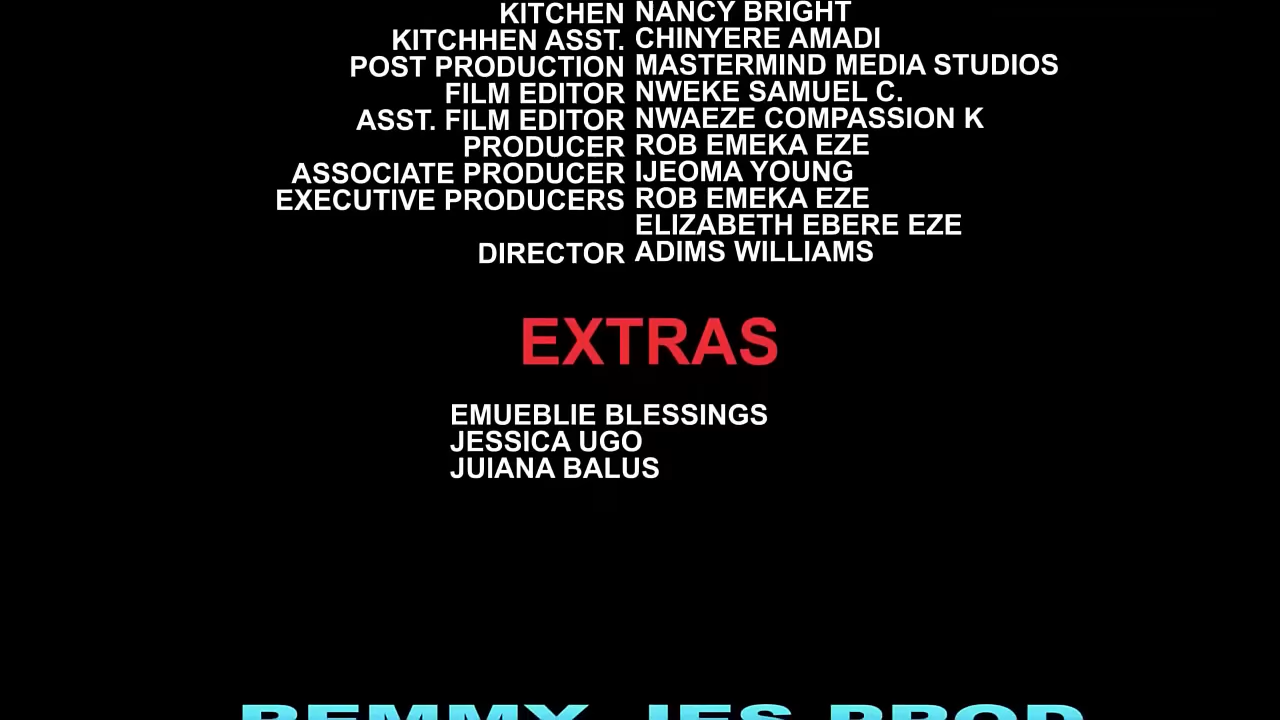 KITCHEN NANCY BRIGHT
KITCHHEN ASST. CHINYERE AMADI
POST PRODUCTION MASTERMIND MEDIA STUDIOS
FILM EDITOR NWEKE SAMUEL C.
ASST. FILM EDITOR NWAEZE COMPASSION K
PRODUCER ROB EMEKA EZE
ASSOCIATE PRODUCER IJEOMA YOUNG
EXECUTIVE PRODUCERS ROB EMEKA EZE
ELIZABETH EBERE EZE
DIRECTOR ADIMS WILLIAMS
EXTRAS
EMUEBLIE BLESSINGS
JESSICA UGO
JUIANA BALUS